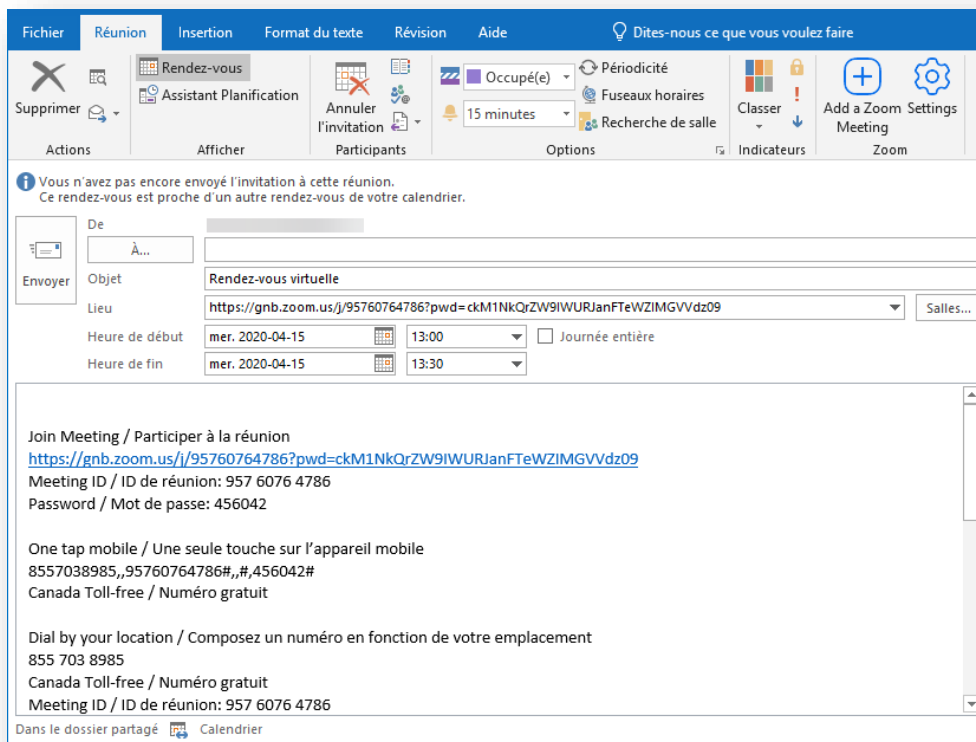 Fichier Réunion Insertion Format du texte Révision Aide Dites-nous ce que vous voulez faire
Supprimer
Actions
Rendez-vous
Assistant Planification
Afficher
Annuler
l'invitation
Participants
Occupé(e)
15 minutes
Périodicité
Fuseaux horaires
Recherche de salle
Options
Classer
Indicateurs
Add a Zoom
Meeting
Settings
Zoom
Vous n'avez pas encore envoyé l'invitation à cette réunion.
Ce rendez-vous est proche d'un autre rendez-vous de votre calendrier.
Envoyer
De
À...
Objet Rendez-vous virtuelle
Lieu https://gnb.zoom.us/j/95760764786?pwd=ckM1NkQrZW9IWURJanFTeWZIMGVVdz09 Salles...
Heure de début mer. 2020-04-15 13:00 Journée entière
Heure de fin mer. 2020-04-15 13:30
Join Meeting / Participer à la réunion
https://gnb.zoom.us/j/95760764786?pwd=ckM1NkQrZW9IWURJanFTeWZIMGVVdz09
Meeting ID / ID de réunion: 957 6076 4786
Password / Mot de passe: 456042
One tap mobile / Une seule touche sur l'appareil mobile
8557038985,,95760764786#,,#,456042#
Canada Toll-free / Numéro gratuit
Dial by your location / Composez un numéro en fonction de votre emplacement
855 703 8985
Canada Toll-free / Numéro gratuit
Meeting ID / ID de réunion: 957 6076 4786
Dans le dossier partagé Calendrier